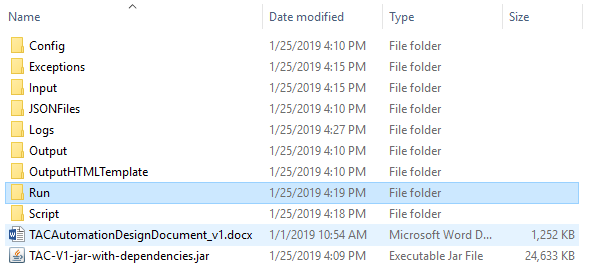 Name Date modified Type Size
Config 1/25/2019 4:10 PM File folder
Exceptions 1/25/2019 4:15 PM File folder
Input 1/25/2019 4:15 PM File folder
JSONFiles 1/25/2019 4:10 PM File folder
Logs 1/25/2019 4:27 PM File folder
Output 1/25/2019 4:10 PM File folder
OutputHTMLTemplate 1/25/2019 4:10 PM File folder
Run 1/25/2019 4:19 PM File folder
Script 1/25/2019 4:18 PM File folder
TACAutomationDesignDocument_v1.docx 1/1/2019 10:54 AM Microsoft Word D... 1,252 KB
TAC-V1-jar-with-dependencies.jar 1/25/2019 4:09 PM Executable Jar File 24,633 KB